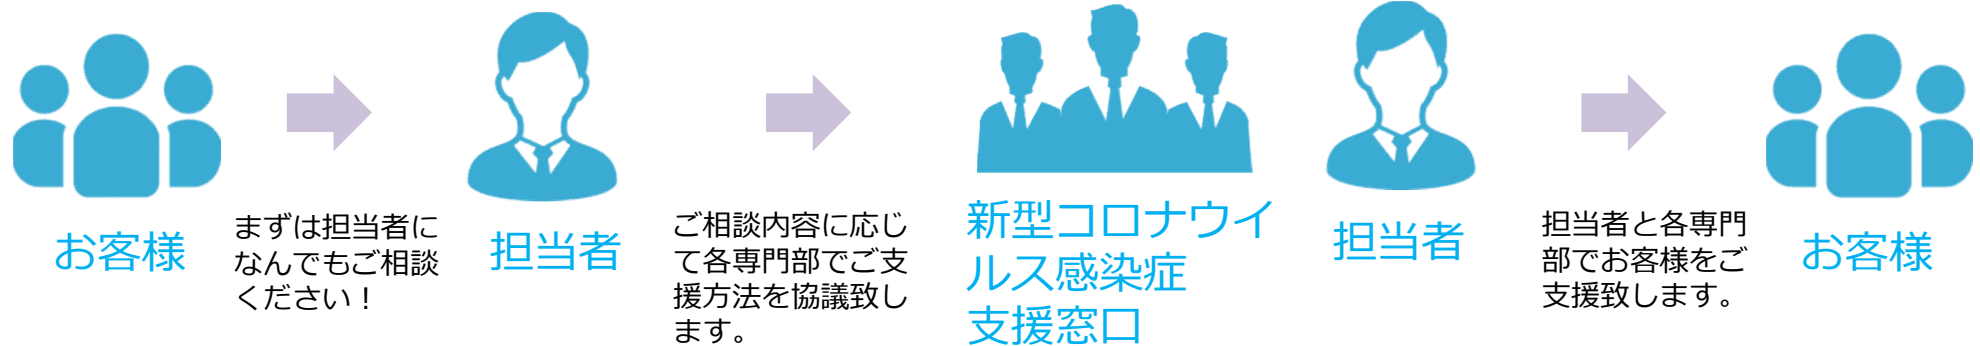 お客様
まずは担当者に
なんでもご相談
ください！
担当者
ご相談内容に応じ
て各専門部でご支
援方法を協議致し
ます。
新型コロナウイ
ルス感染症
支援窓口
担当者
担当者と各専門
部でお客様をご
支援致します。
お客様